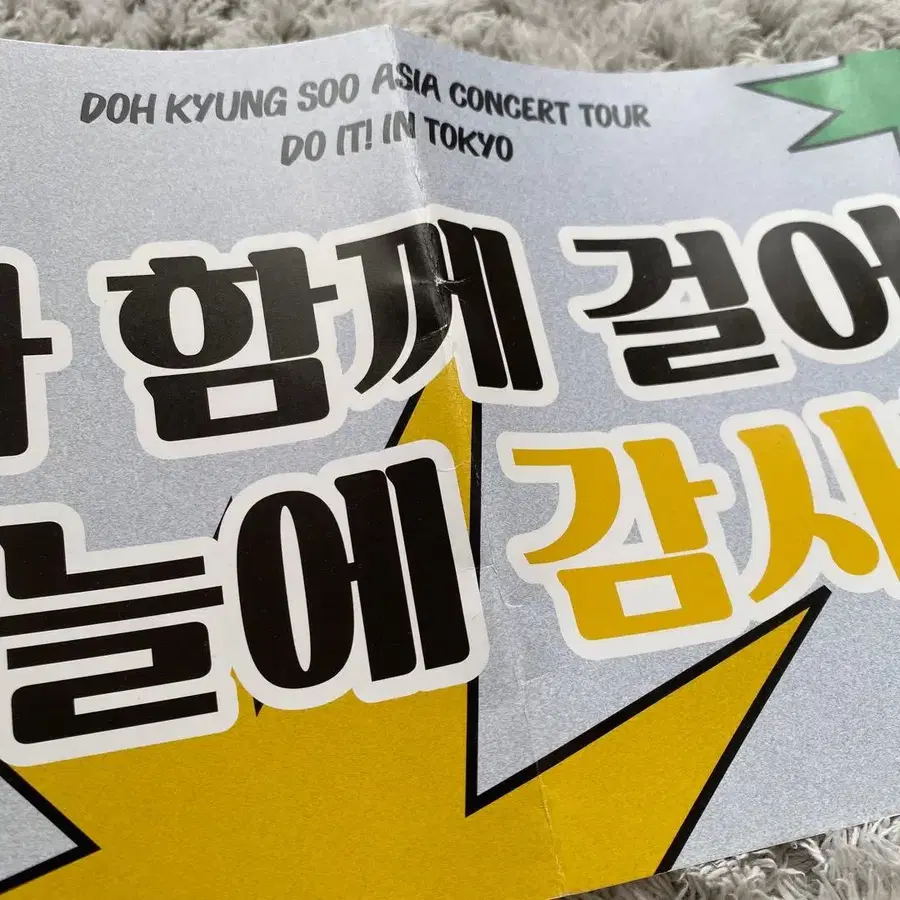 DOH KYUNG SOO ASIA CONCERT TOUR
DO IT! IN TOKYO
함께 걸어
늘에 감사